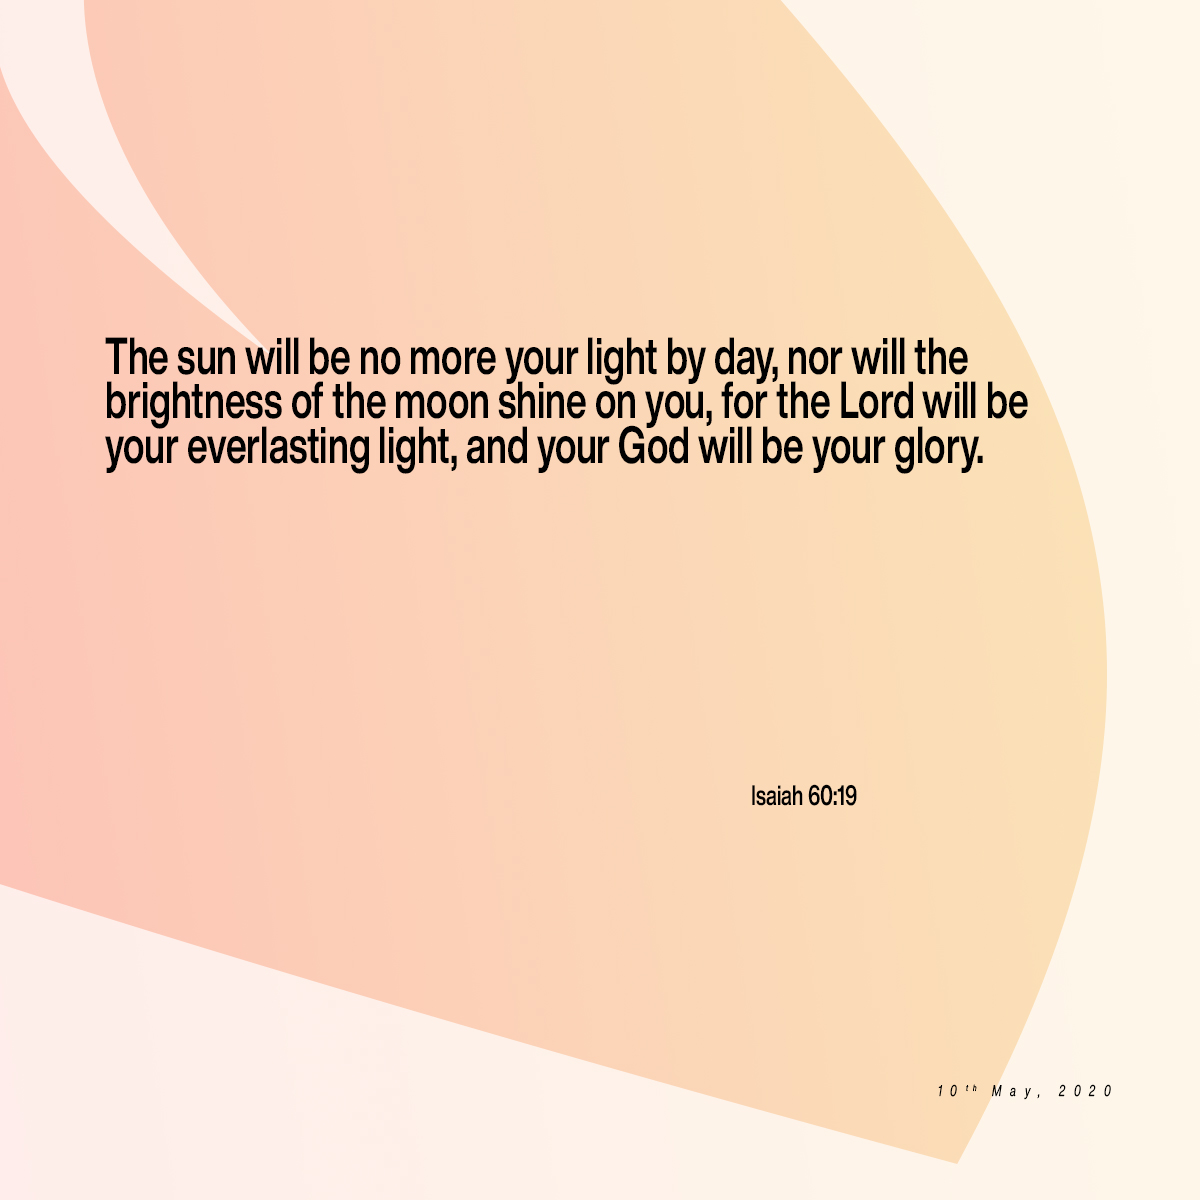 The sun will be no more your light by day, nor will the
brightness of the moon shine on you, for the Lord will be
your everlasting light, and your God will be your glory.
Isaiah 60:19
10th May, 2020